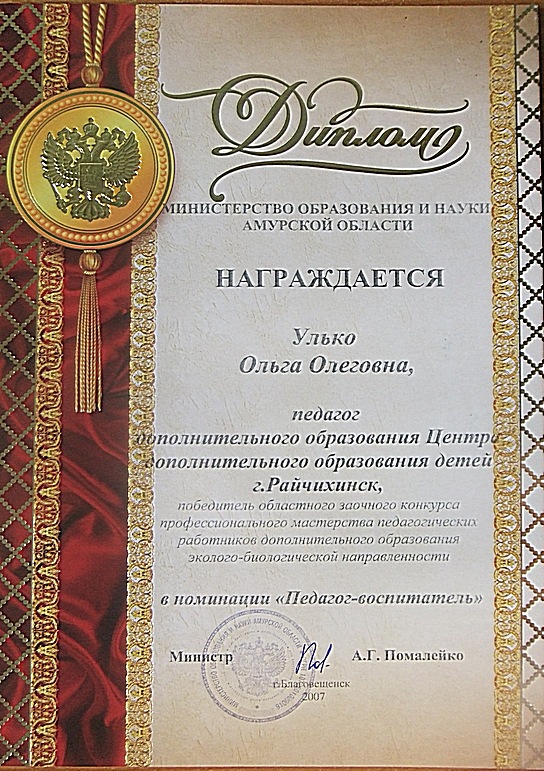 Диплом
МИНИСТЕРСТВО ОБРАЗОВАНИЯ И НАУКИ
АМУРСКОЙ ОБЛАСТИ
НАГРАЖДАЕТСЯ
Улько
Ольга Олеговна,
педагог
дополнительного образования Центра
дополнительного образования детей
г.Райчихинск,
победитель областного заочного конкурса
профессионального мастерства педагогических
работников дополнительного образования
эколого-биологической направленности
в номинации «Педагог-воспитатель»
Министр А.Г. Помалейко
г.Благовещенск
2007